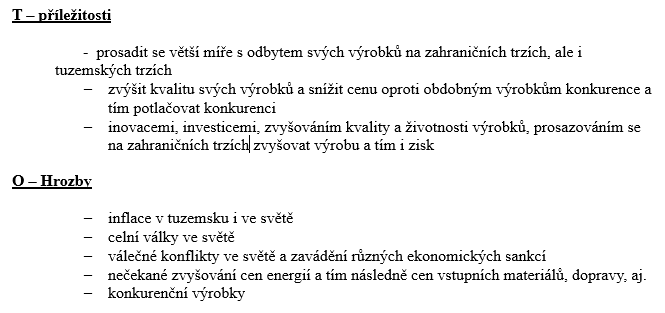 T – příležitosti
- prosadit se větší míře s odbytem svých výrobků na zahraničních trzích, ale i
tuzemských trzích
– zvýšit kvalitu svých výrobků a snížit cenu oproti obdobným výrobkům konkurence a
tím potlačovat konkurenci
– inovacemi, investicemi, zvyšováním kvality a životnosti výrobků, prosazováním se
na zahraničních trzích zvyšovat výrobu a tím i zisk
O – Hrozby
– inflace v tuzemsku i ve světě
– celní války ve světě
– válečné konflikty ve světě a zavádění různých ekonomických sankcí
– nečekané zvyšování cen energií a tím následně cen vstupních materiálů, dopravy, aj.
– konkurenční výrobky